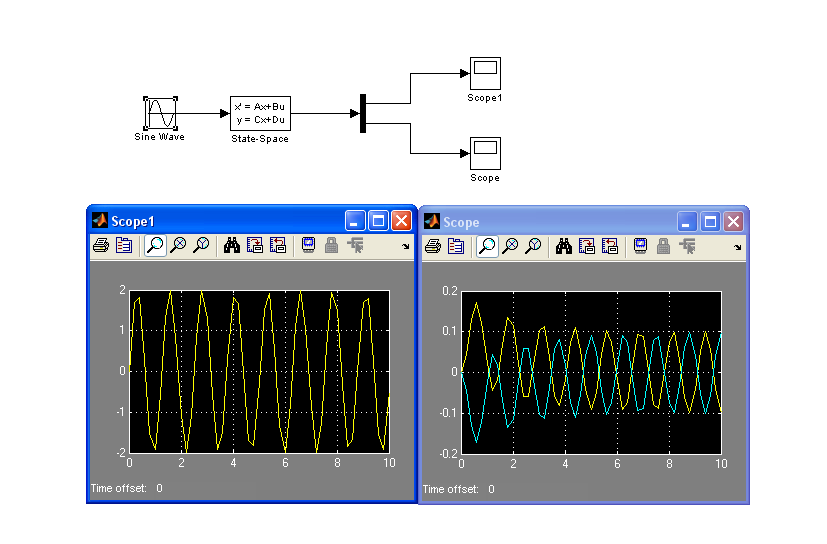 Scope1
x' = Ax+Bu
y = Cx+Du
Sine Wave
State-Space
Scope
Scope1
2
1
0
-1
-2
0 2 4 6 8 10
Time offset: 0
Scope
0.2
0.1
0
-0.1
-0.2
0 2 4 6 8 10
Time offset: 0